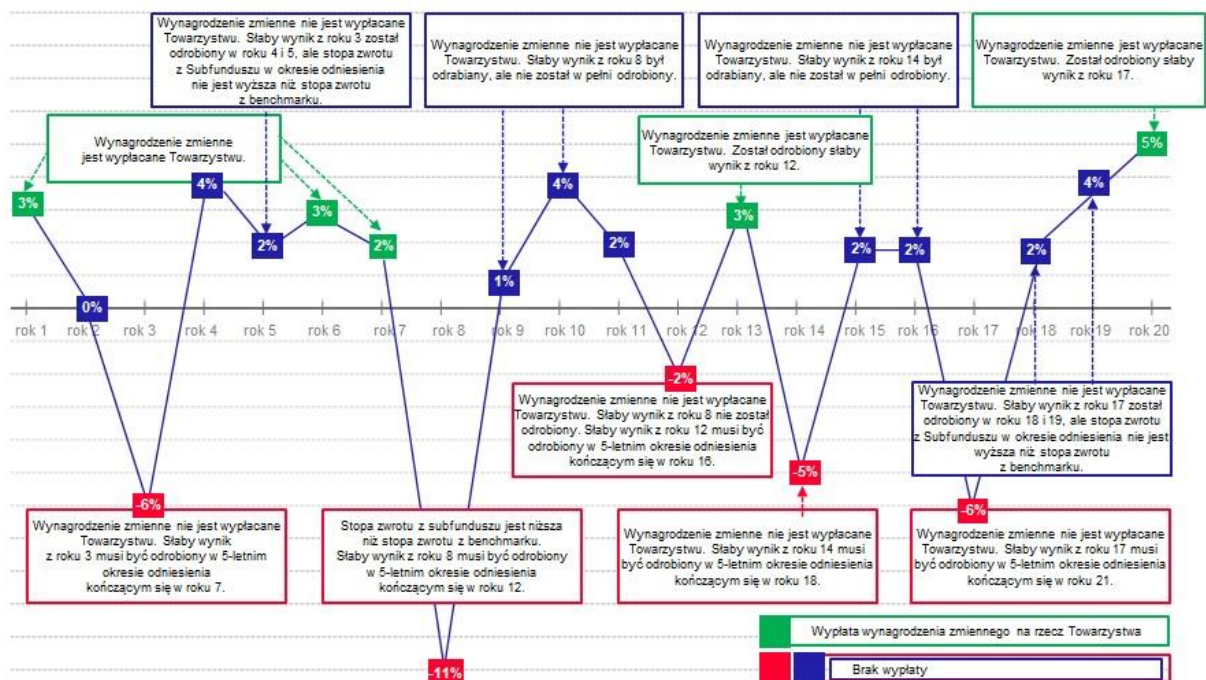 Wynagrodzenie zmienne nie jest wypłacane
Towarzystwu. Słaby wynik z roku 3 został
odrobiony w roku 4 i 5, ale stopa zwrotu
z Subfunduszu w okresie odniesienia
nie jest wyższa niż stopa zwrotu
z benchmarku.
Wynagrodzenie zmienne nie jest wypłacane
Towarzystwu. Słaby wynik z roku 8 był
odrabiany, ale nie został w pełni odrobiony.
Wynagrodzenie zmienne nie jest wypłacane
Towarzystwu. Słaby wynik z roku 14 był
odrabiany, ale nie został w pełni odrobiony.
Wynagrodzenie zmienne jest wypłacane
Towarzystwu. Został odrobiony słaby
wynik z roku 17.
Wynagrodzenie zmienne
jest wypłacane Towarzystwu.
Wynagrodzenie zmienne jest wypłacane
Towarzystwu. Został odrobiony słaby
wynik z roku 12.
3%
0%
-6%
4%
2%
3%
2%
-11%
1%
4%
2%
-2%
3%
-5%
2%
2%
-6%
2%
4%
5%
rok 1
rok 2
rok 3
rok 4
rok 5
rok 6
rok 7
rok 8
rok 9
rok 10
rok 11
rok 12
rok 13
rok 14
rok 15
rok 16
rok 17
rok 18
rok 19
rok 20
Wynagrodzenie zmienne nie jest wypłacane
Towarzystwu. Słaby wynik z roku 8 nie został
odrobiony. Słaby wynik z roku 12 musi być
odrobiony w 5-letnim okresie odniesienia
kończącym się w roku 16.
Wynagrodzenie zmienne nie jest wypłacane
Towarzystwu. Słaby wynik z roku 17 został
odrobiony w roku 18 i 19, ale stopa zwrotu
z Subfunduszu w okresie odniesienia nie jest
wyższa niż stopa zwrotu
z benchmarku.
Wynagrodzenie zmienne nie jest wypłacane
Towarzystwu. Słaby wynik
z roku 3 musi być odrobiony w 5-letnim
okresie odniesienia
kończącym się w roku 7.
Stopa zwrotu z subfunduszu jest niższa
niż stopa zwrotu z benchmarku.
Słaby wynik z roku 8 musi być odrobiony
w 5-letnim okresie odniesienia
kończącym się w roku 12.
Wynagrodzenie zmienne nie jest wypłacane
Towarzystwu. Słaby wynik z roku 14 musi
być odrobiony w 5-letnim okresie odniesienia
kończącym się w roku 18.
Wynagrodzenie zmienne nie jest wypłacane
Towarzystwu. Słaby wynik z roku 17 musi
być odrobiony w 5-letnim okresie odniesienia
kończącym się w roku 21.
Wypłata wynagrodzenia zmiennego na rzecz Towarzystwa
Brak wypłaty